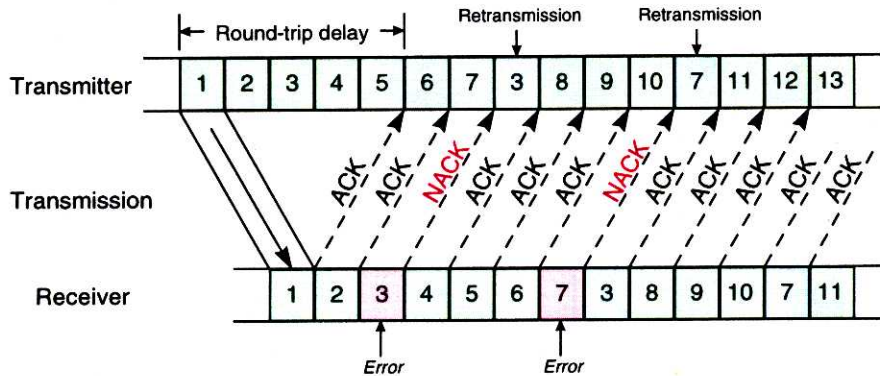 Retransmission Retransmission
Round-trip delay
Transmitter 1 2 3 4 5 6 7 3 8 9 10 7 11 12 13
Transmission ACK ACK NACK ACK ACK ACK NACK ACK ACK ACK ACK ACK
Receiver 1 2 3 4 5 6 7 3 8 9 10 7 11
Error Error